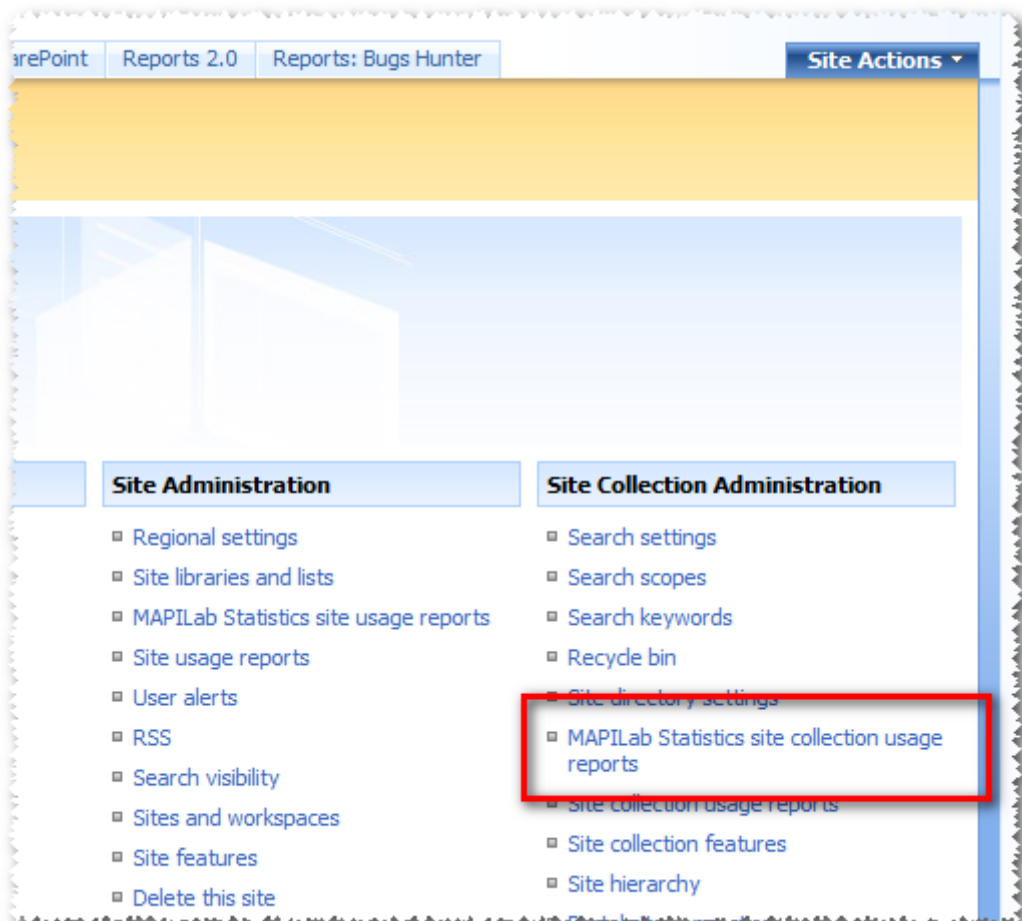 arePoint Reports 2.0 Reports: Bugs Hunter Site Actions
Site Administration
Regional settings
Site libraries and lists
MAPILab Statistics site usage reports
Site usage reports
User alerts
RSS
Search visibility
Sites and workspaces
Site features
Delete this site
Site Collection Administration
Search settings
Search scopes
Search keywords
Recycle bin
Site directory settings
MAPILab Statistics site collection usage
reports
Site collection usage reports
Site collection features
Site hierarchy